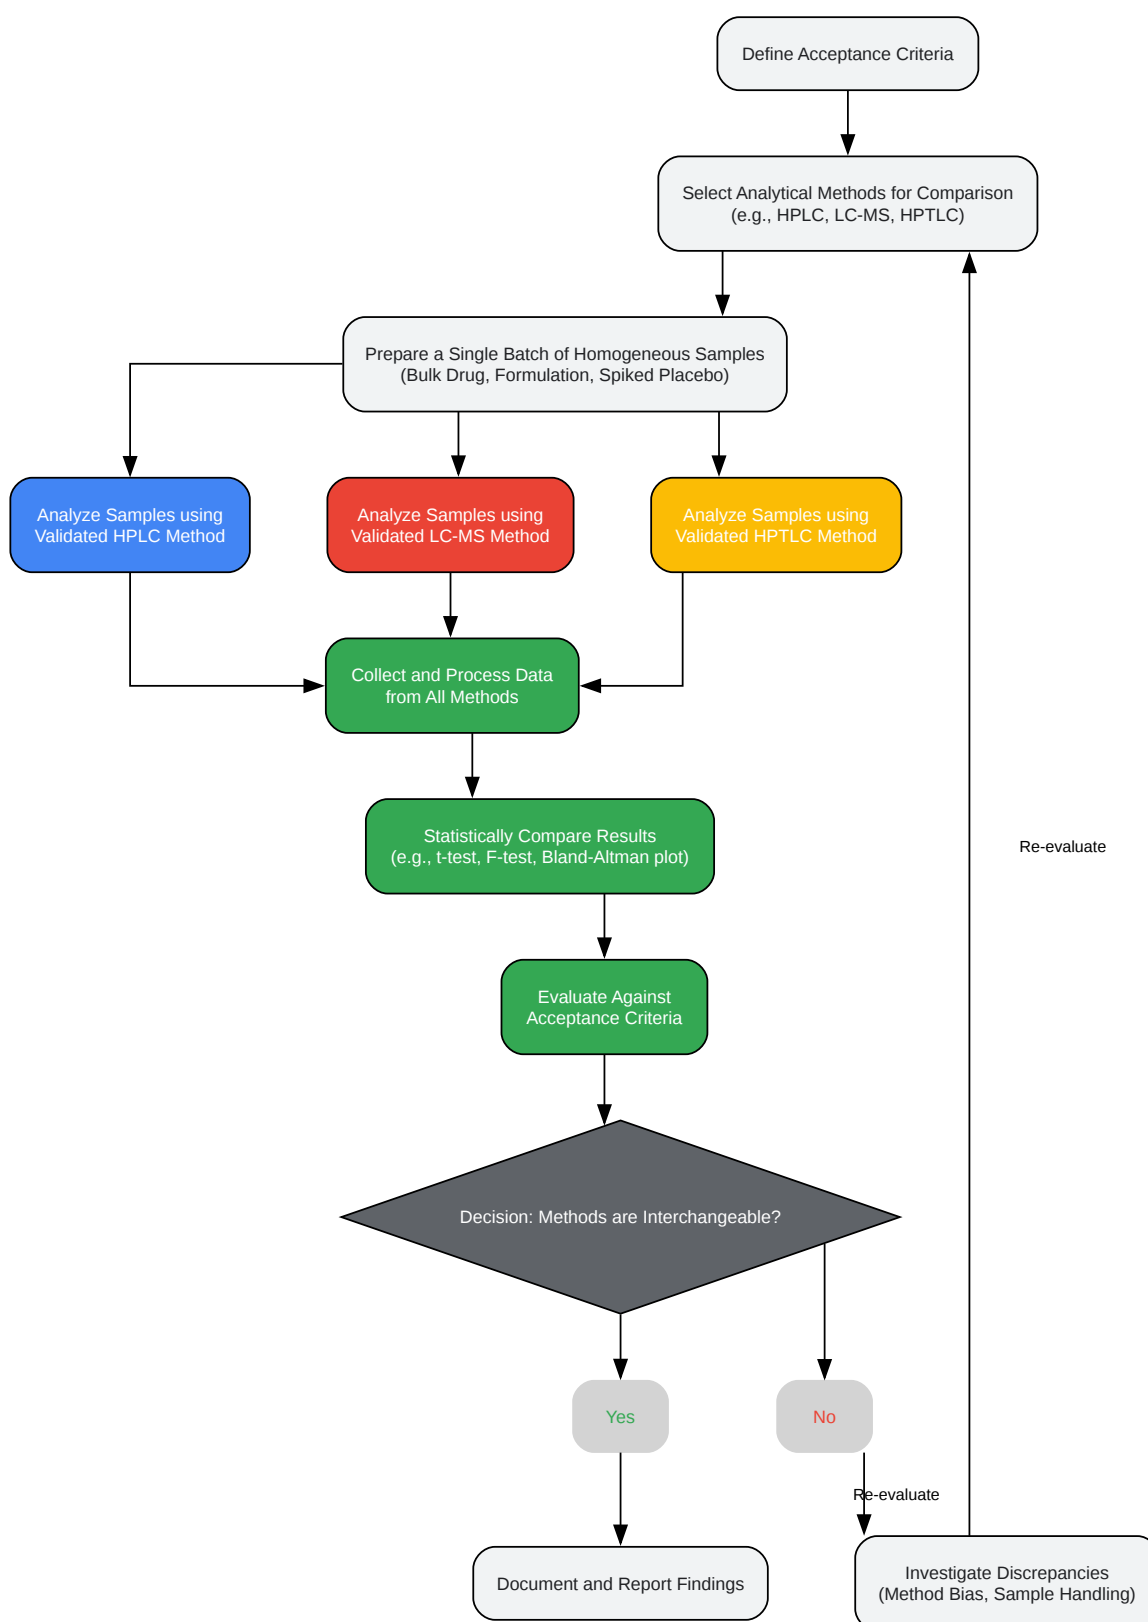 Define Acceptance Criteria
Select Analytical Methods for Comparison
(e.g., HPLC, LC-MS, HPTLC)
Prepare a Single Batch of Homogeneous Samples
(Bulk Drug, Formulation, Spiked Placebo)
Analyze Samples using
Validated HPLC Method
Analyze Samples using
Validated LC-MS Method
Analyze Samples using
Validated HPTLC Method
Collect and Process Data
from All Methods
Statistically Compare Results
(e.g., t-test, F-test, Bland-Altman plot)
Re-evaluate
Evaluate Against
Acceptance Criteria
Decision: Methods are Interchangeable?
Yes
No
Re-evaluate
Document and Report Findings
Investigate Discrepancies
(Method Bias, Sample Handling)